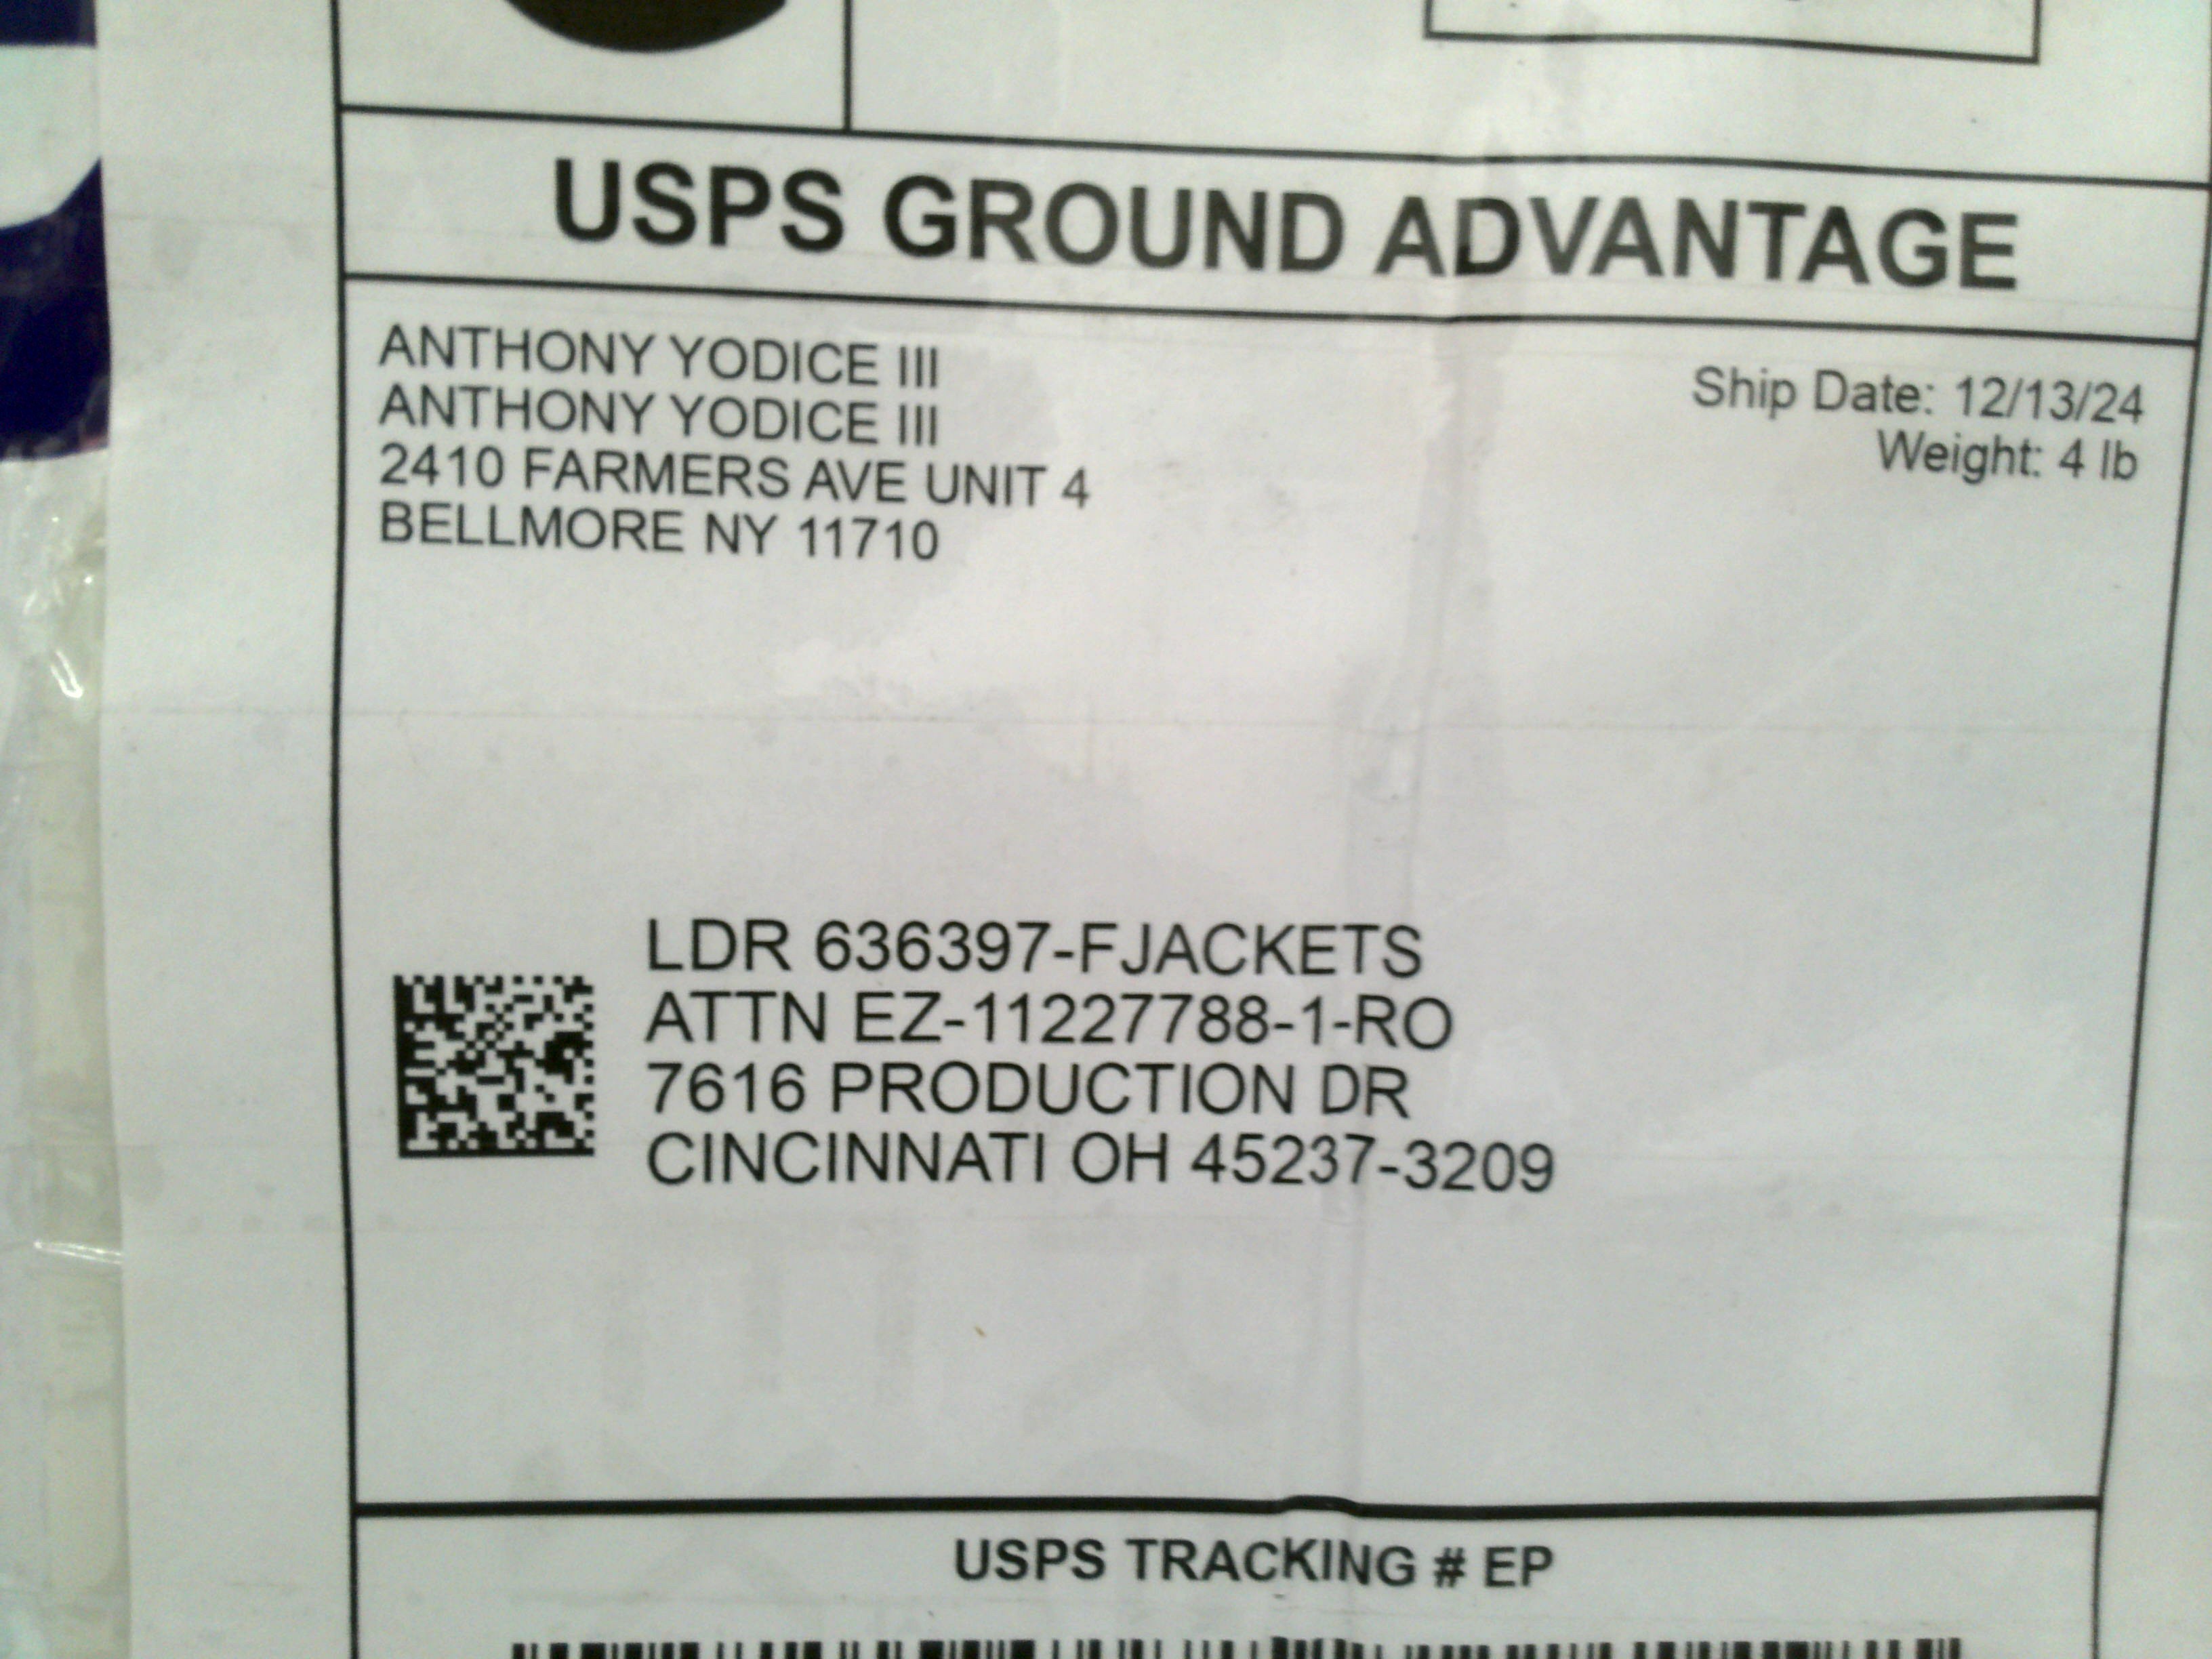 USPS GROUND ADVANTAGE
ANTHONY YODICE III
ANTHONY YODICE III
2410 FARMERS AVE UNIT 4
BELLMORE NY 11710
Ship Date: 12/13/24
Weight: 4 lb
LDR 636397-FJACKETS
ATTN EZ-11227788-1-RO
7616 PRODUCTION DR
CINCINNATI OH 45237-3209
USPS TRACKING # EP